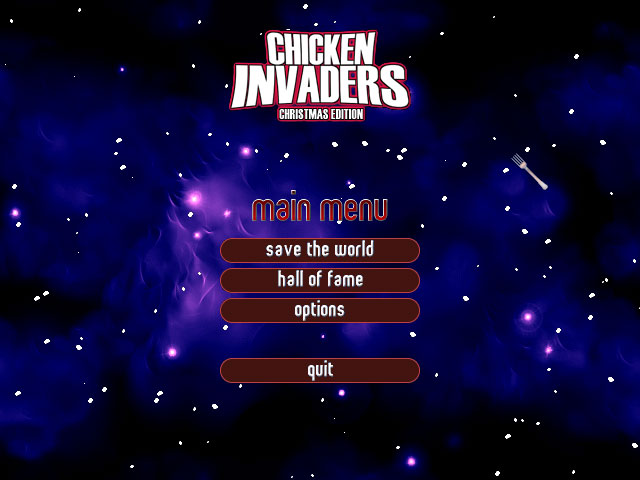 CHICKEN
INVADERS
CHRISTMAS EDITION
main menu
save the world
hall of fame
options
quit